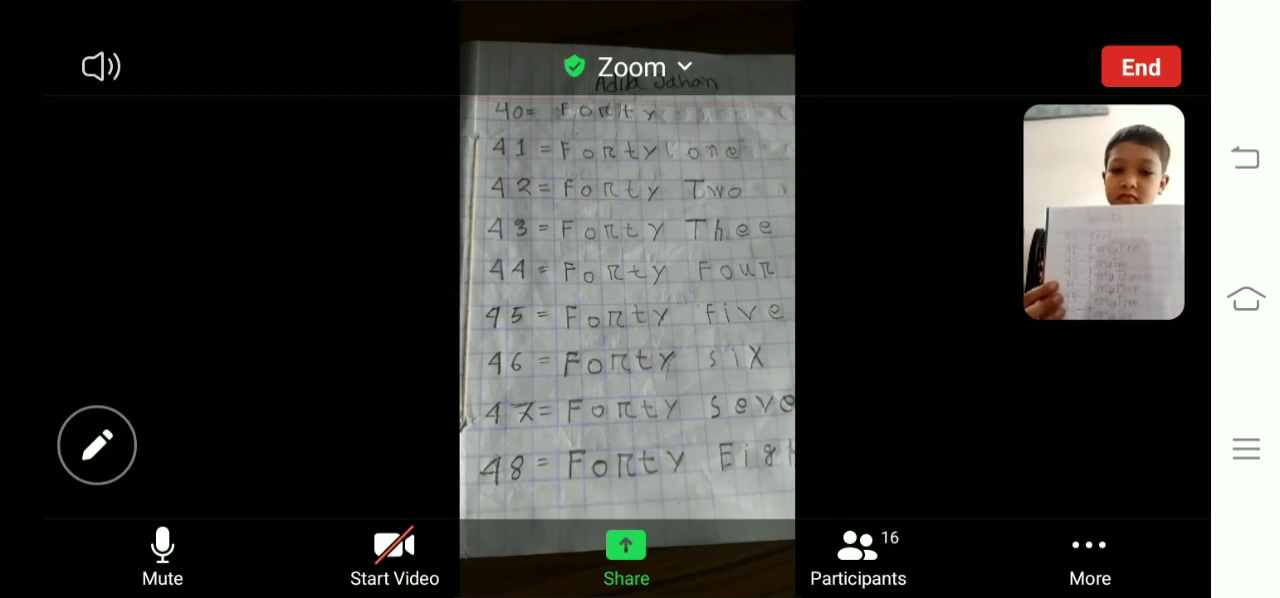 Zoom
End
Adiba Jahan
40= Forty
41 = Forty one
42= Forty Two
43 = Forty Thee
44= Forty Four
45 = Forty Five
46 = Forty six
47= Forty seve
48 = Forty Eigh
Mute
Start Video
Share
Participants 16
More